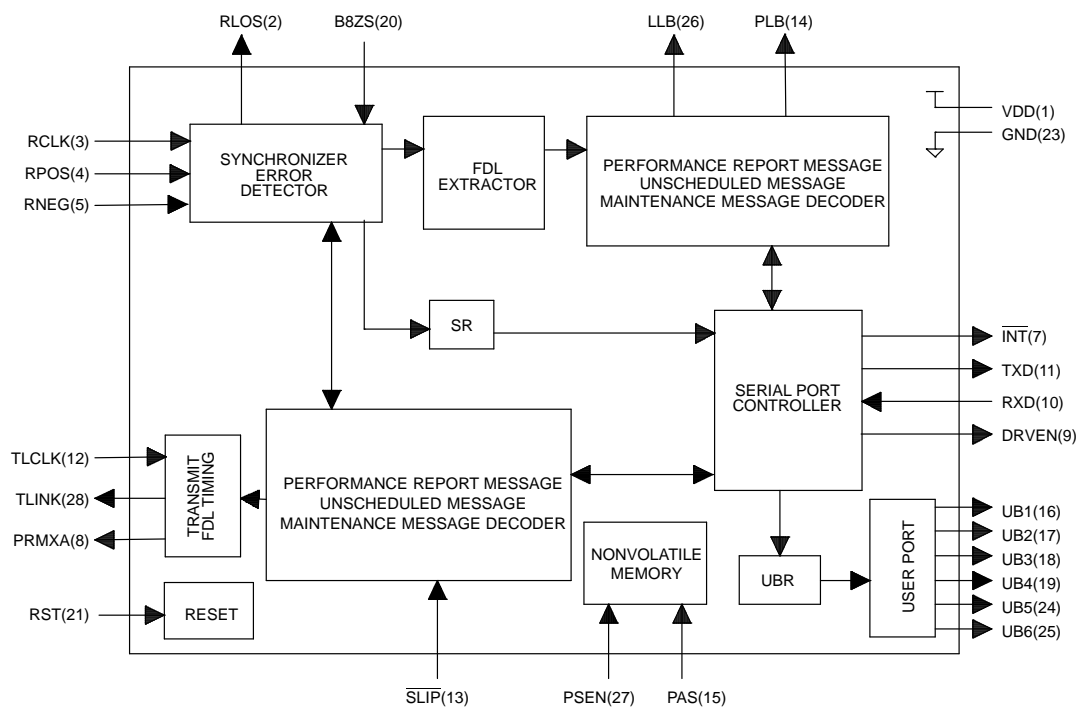 RLOS(2)
B8ZS(20)
LLB(26)
PLB(14)
VDD(1)
GND(23)
RCLK(3)
RPOS(4)
RNEG(5)
SYNCHRONIZER
ERROR
DETECTOR
FDL
EXTRACTOR
PERFORMANCE REPORT MESSAGE
UNSCHEDULED MESSAGE
MAINTENANCE MESSAGE DECODER
SR
SERIAL PORT
CONTROLLER
INT(7)
TXD(11)
RXD(10)
DRVEN(9)
TLCLK(12)
TLINK(28)
PRMXA(8)
TRANSMIT
FDL TIMING
PERFORMANCE REPORT MESSAGE
UNSCHEDULED MESSAGE
MAINTENANCE MESSAGE DECODER
NONVOLATILE
MEMORY
UBR
USER PORT
UB1(16)
UB2(17)
UB3(18)
UB4(19)
UB5(24)
UB6(25)
RST(21)
RESET
SLIP(13)
PSEN(27)
PAS(15)